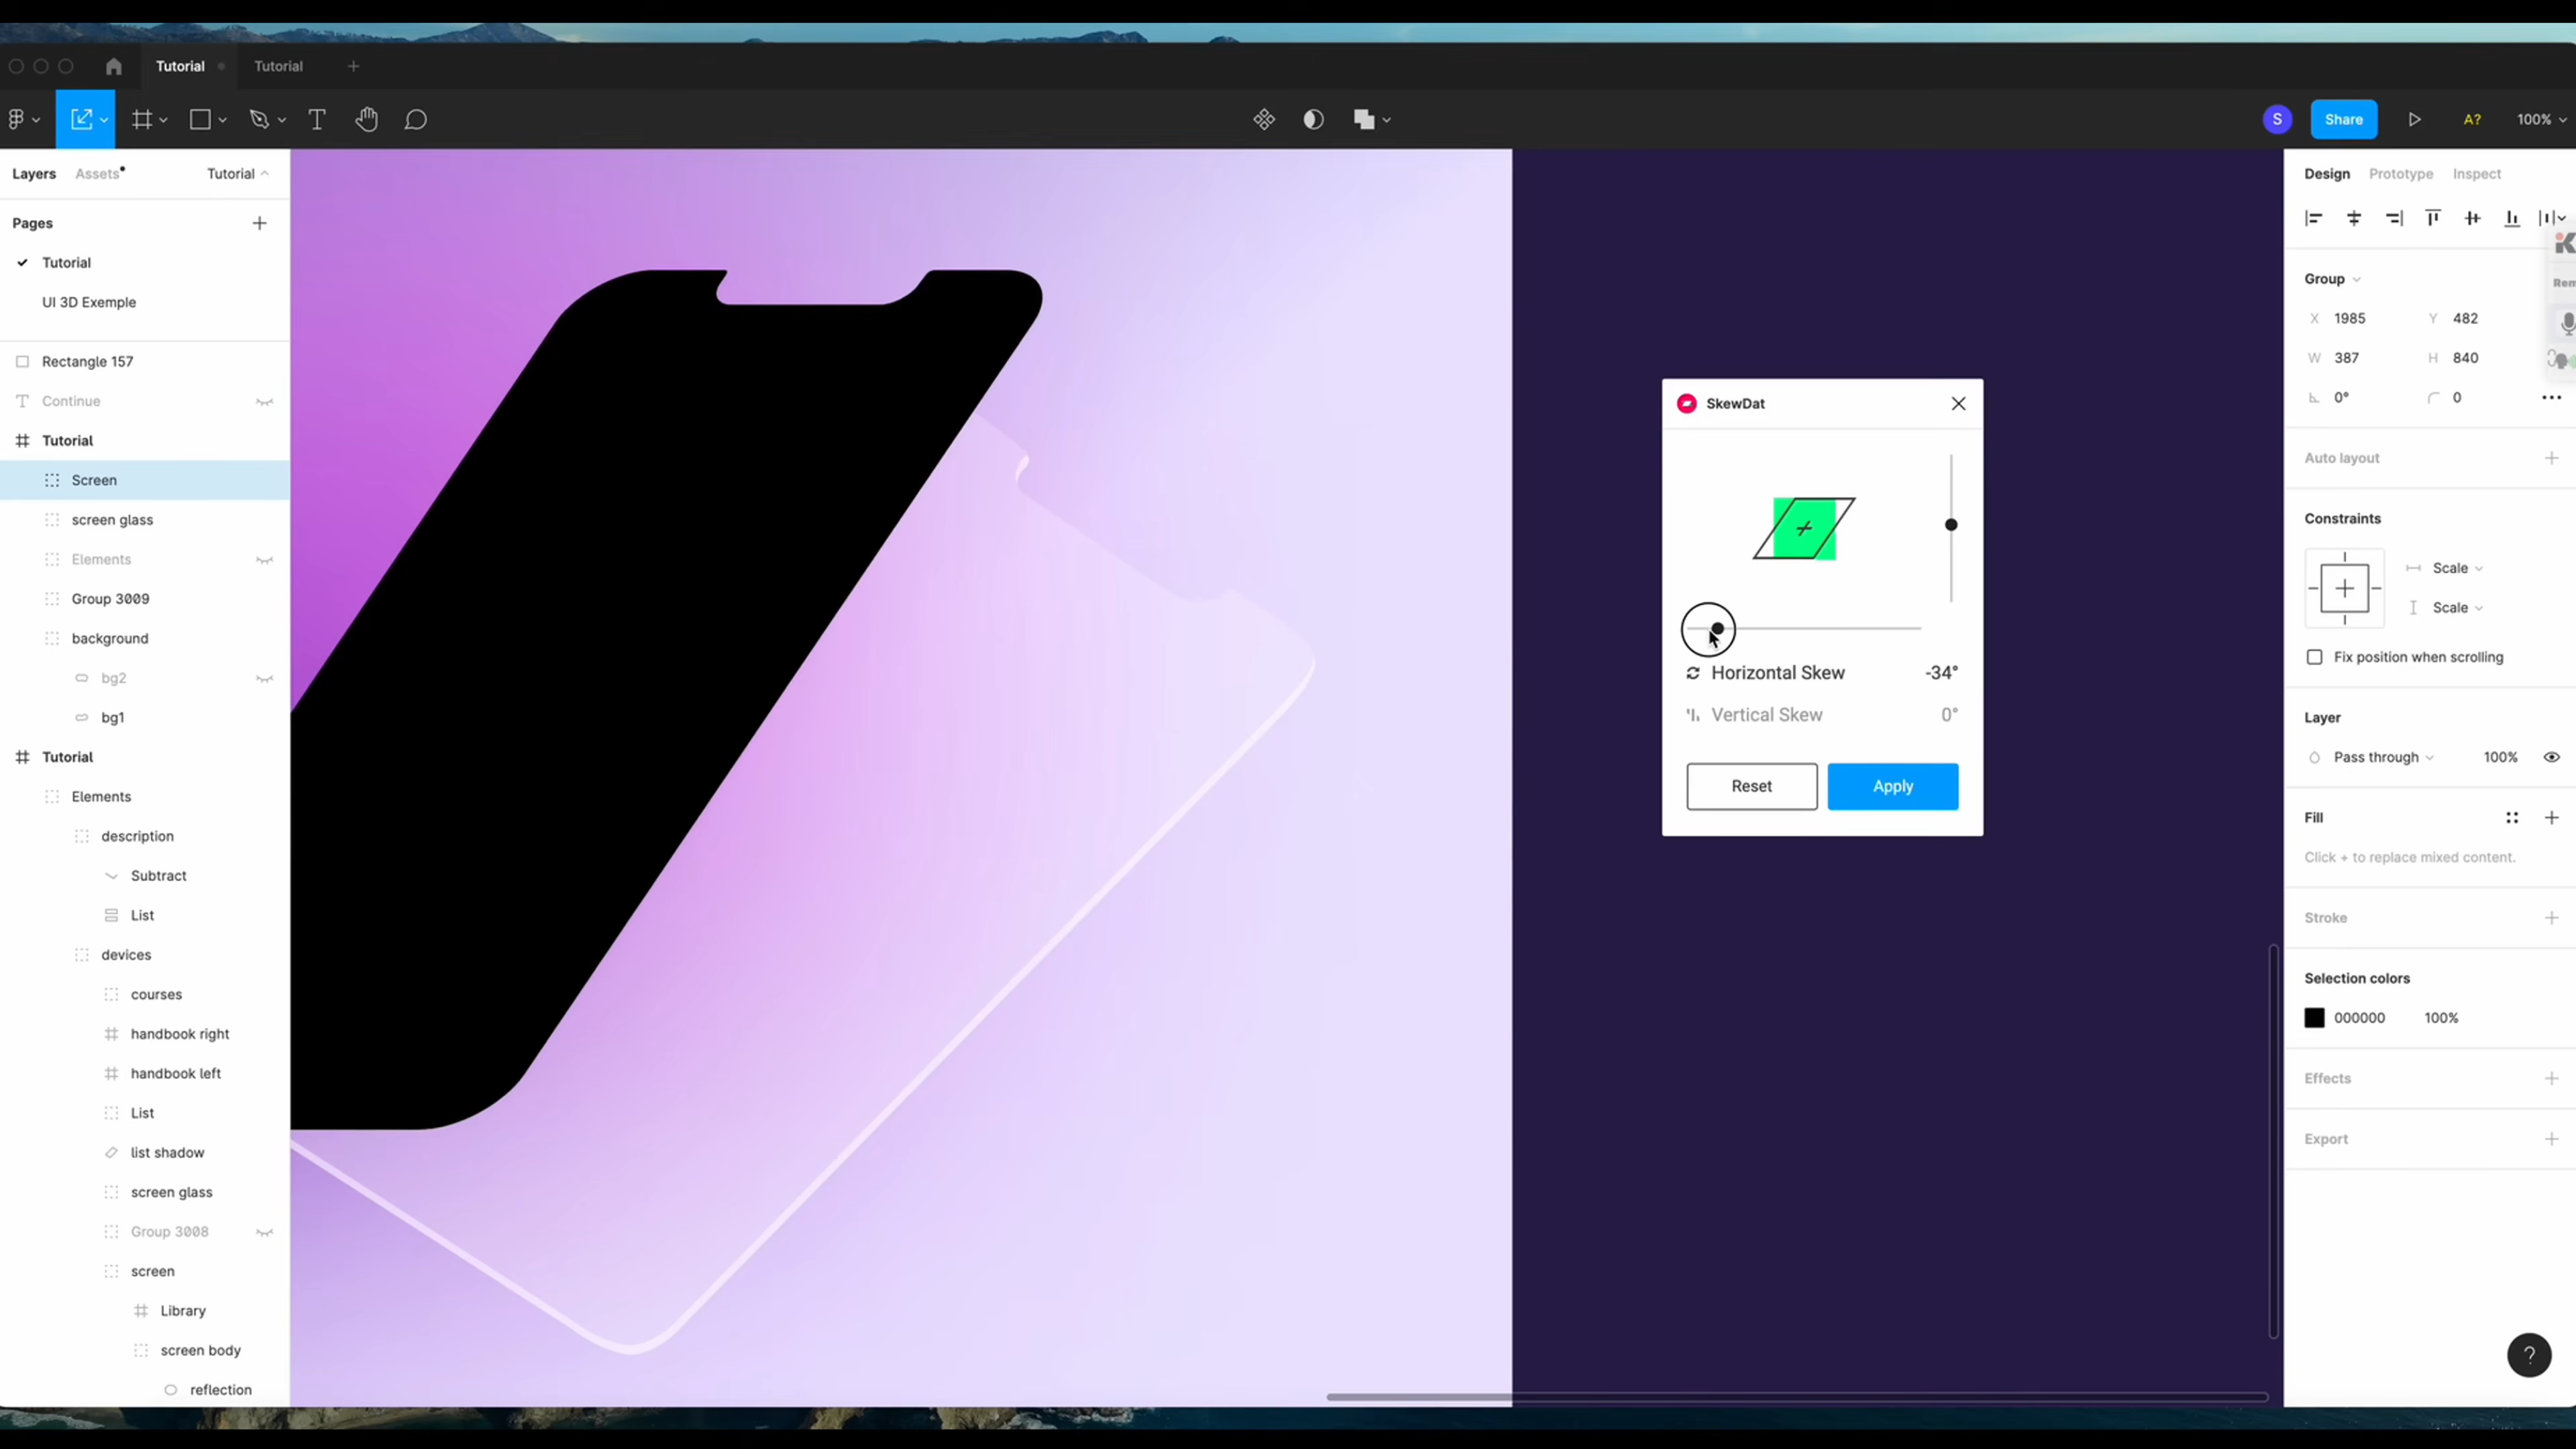 Tutorial
Tutorial
S
Share
A?
100%
Layers
Assets
Tutorial
Pages
Tutorial
UI 3D Exemple
Rectangle 157
Continue
Tutorial
Screen
screen glass
Elements
Group 3009
background
bg2
bg1
Tutorial
Elements
description
Subtract
List
devices
courses
handbook right
handbook left
List
list shadow
screen glass
Group 3008
screen
Library
screen body
reflection
SkewDat
Horizontal Skew -34°
Vertical Skew 0°
Reset
Apply
Design
Prototype
Inspect
Group
X 1985
Y 482
W 387
H 840
0°
0
Auto layout
Constraints
Scale
Scale
Fix position when scrolling
Layer
Pass through
100%
Fill
Click + to replace mixed content.
Stroke
Selection colors
000000 100%
Effects
Export
?